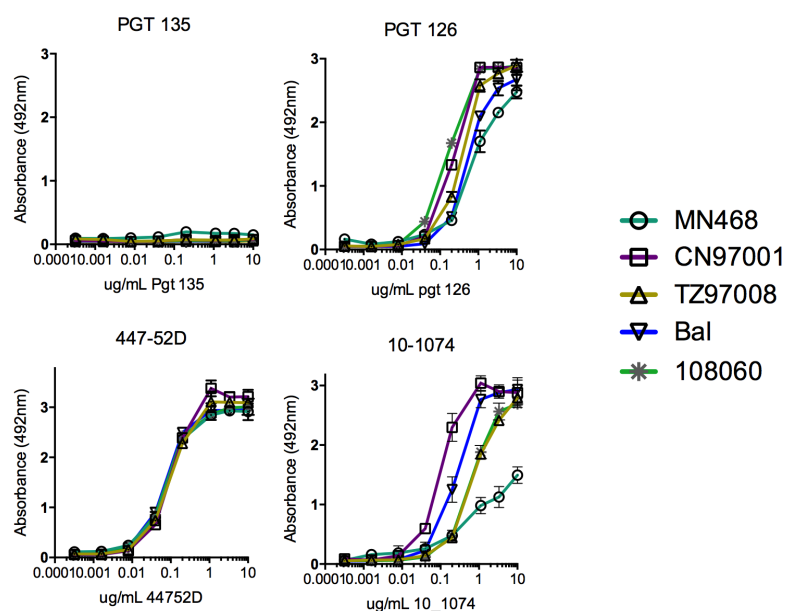 PGT 135
Absorbance (492nm)
3
2
1
0
0.0001 0.001 0.01 0.1 1 10
ug/mL Pgt 135
PGT 126
Absorbance (492nm)
3
2
1
0
0.0001 0.001 0.01 0.1 1 10
ug/mL pgt 126
MN468
CN97001
TZ97008
Bal
108060
447-52D
Absorbance (492nm)
3
2
1
0
0.0001 0.001 0.01 0.1 1 10
ug/mL 44752D
10-1074
Absorbance (492nm)
3
2
1
0
0.0001 0.001 0.01 0.1 1 10
ug/mL 10_1074